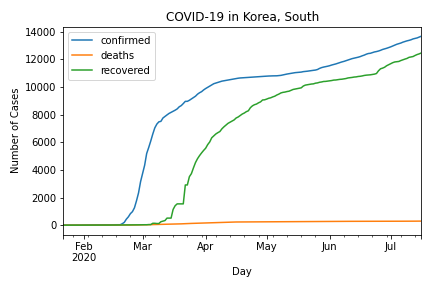 COVID-19 in Korea, South
confirmed
deaths
recovered
14000
12000
10000
8000
6000
4000
2000
0
Number of Cases
Feb
2020
Mar
Apr
May
Jun
Jul
Day